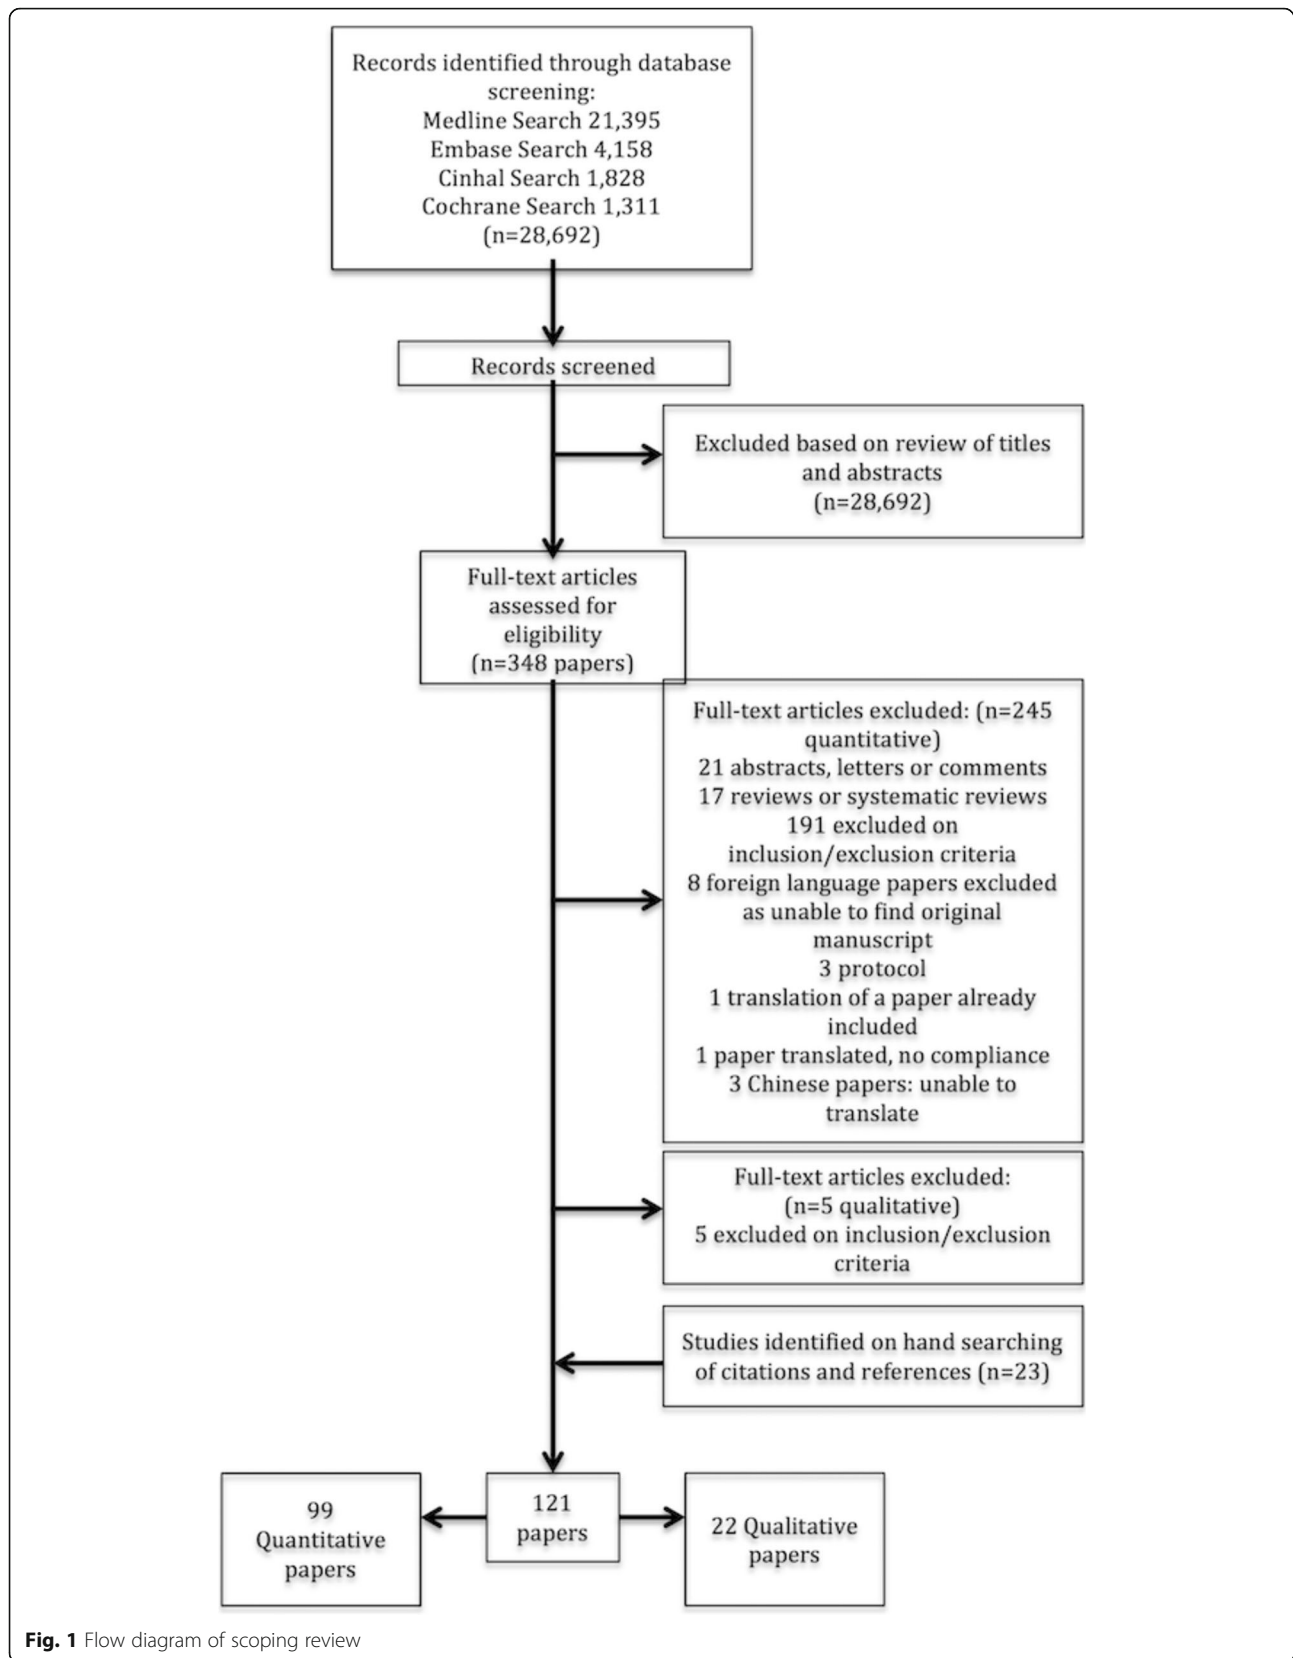 Records identified through database
screening:
Medline Search 21,395
Embase Search 4,158
Cinhal Search 1,828
Cochrane Search 1,311
(n=28,692)
Records screened
Excluded based on review of titles
and abstracts
(n=28,692)
Full-text articles
assessed for
eligibility
(n=348 papers)
Full-text articles excluded: (n=245
quantitative)
21 abstracts, letters or comments
17 reviews or systematic reviews
191 excluded on
inclusion/exclusion criteria
8 foreign language papers excluded
as unable to find original
manuscript
3 protocol
1 translation of a paper already
included
1 paper translated, no compliance
3 Chinese papers: unable to
translate
Full-text articles excluded:
(n=5 qualitative)
5 excluded on inclusion/exclusion
criteria
Studies identified on hand searching
of citations and references (n=23)
99
Quantitative
papers
121
papers
22 Qualitative
papers
Fig. 1 Flow diagram of scoping review